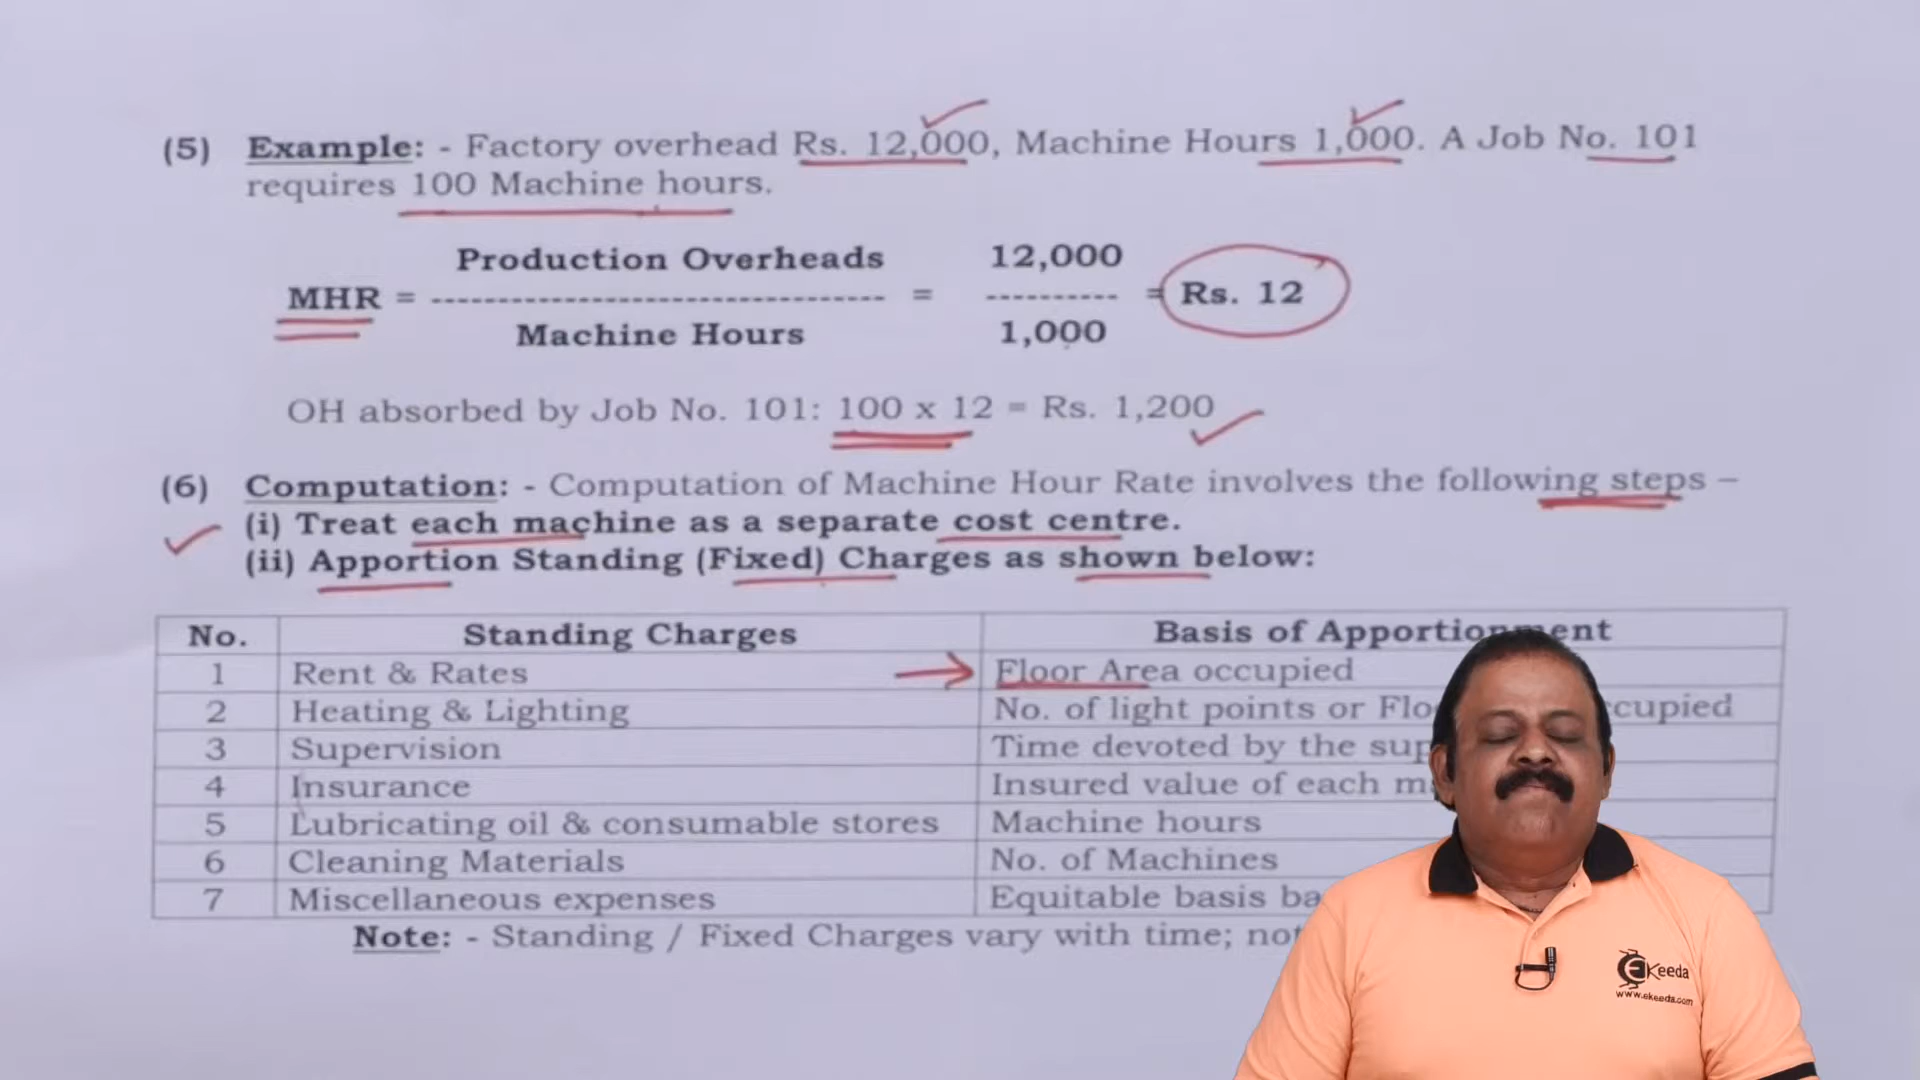 (5) Example: - Factory overhead Rs. 12,000, Machine Hours 1,000. A Job No. 101
requires 100 Machine hours.
Production Overheads 12,000
MHR = ---------------------------------- = ---------- = Rs. 12
Machine Hours 1,000
OH absorbed by Job No. 101: 100 x 12 = Rs. 1,200
(6) Computation: - Computation of Machine Hour Rate involves the following steps –
(i) Treat each machine as a separate cost centre.
(ii) Apportion Standing (Fixed) Charges as shown below:
No. Standing Charges Basis of Apportionment
1 Rent & Rates Floor Area occupied
2 Heating & Lighting No. of light points or
3 Supervision Time devoted by the
4 Insurance Insured value of each
5 Lubricating oil & consumable stores Machine hours
6 Cleaning Materials No. of Machines
7 Miscellaneous expenses Equitable basis
Note: - Standing / Fixed Charges vary with time; not
Ekeeda
www.ekeeda.com